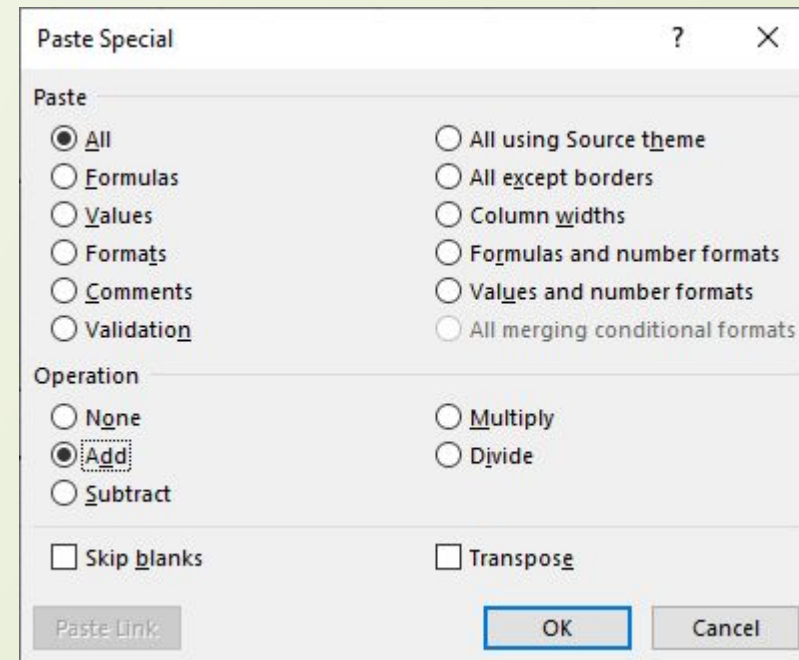 Paste Special ?
Paste
All All using Source theme
Formulas All except borders
Values Column widths
Formats Formulas and number formats
Comments Values and number formats
Validation All merging conditional formats
Operation
None Multiply
Add Divide
Subtract
Skip blanks Transpose
Paste Link OK Cancel